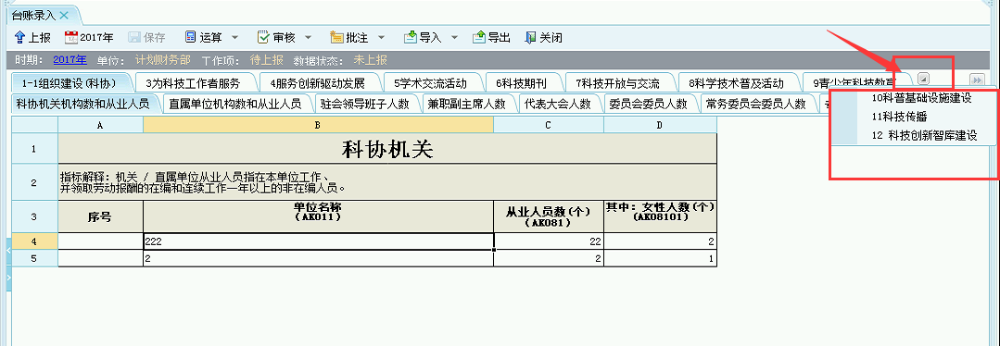 台账录入
上报 2017年 保存 运算 审核 批注 导入 导出 关闭
时期： 2017年 单位： 计划财务部 工作项： 待上报 数据状态： 未上报
1-1组织建设(科协) 3为科技工作者服务 4服务创新驱动发展 5学术交流活动 6科技期刊 7科技开放与交流 8科学技术普及活动 9青少年科技教育
科协机关机构数和从业人员 直属单位机构数和从业人员 驻会领导班子人数 兼职副主席人数 代表大会人数 委员会委员人数 常务委员会委员人数
10科普基础设施建设
11科技传播
12 科技创新智库建设
A B C D
1 科协机关
2 指标解释：机关 / 直属单位从业人员指在本单位工作、
并领取劳动报酬的在编和连续工作一年以上的非在编人员。
3 序号 单位名称 (AK011) 从业人员数(个) (AK081) 其中：女性人数(个) (AK08101)
4 222 22 2
5 2 2 1